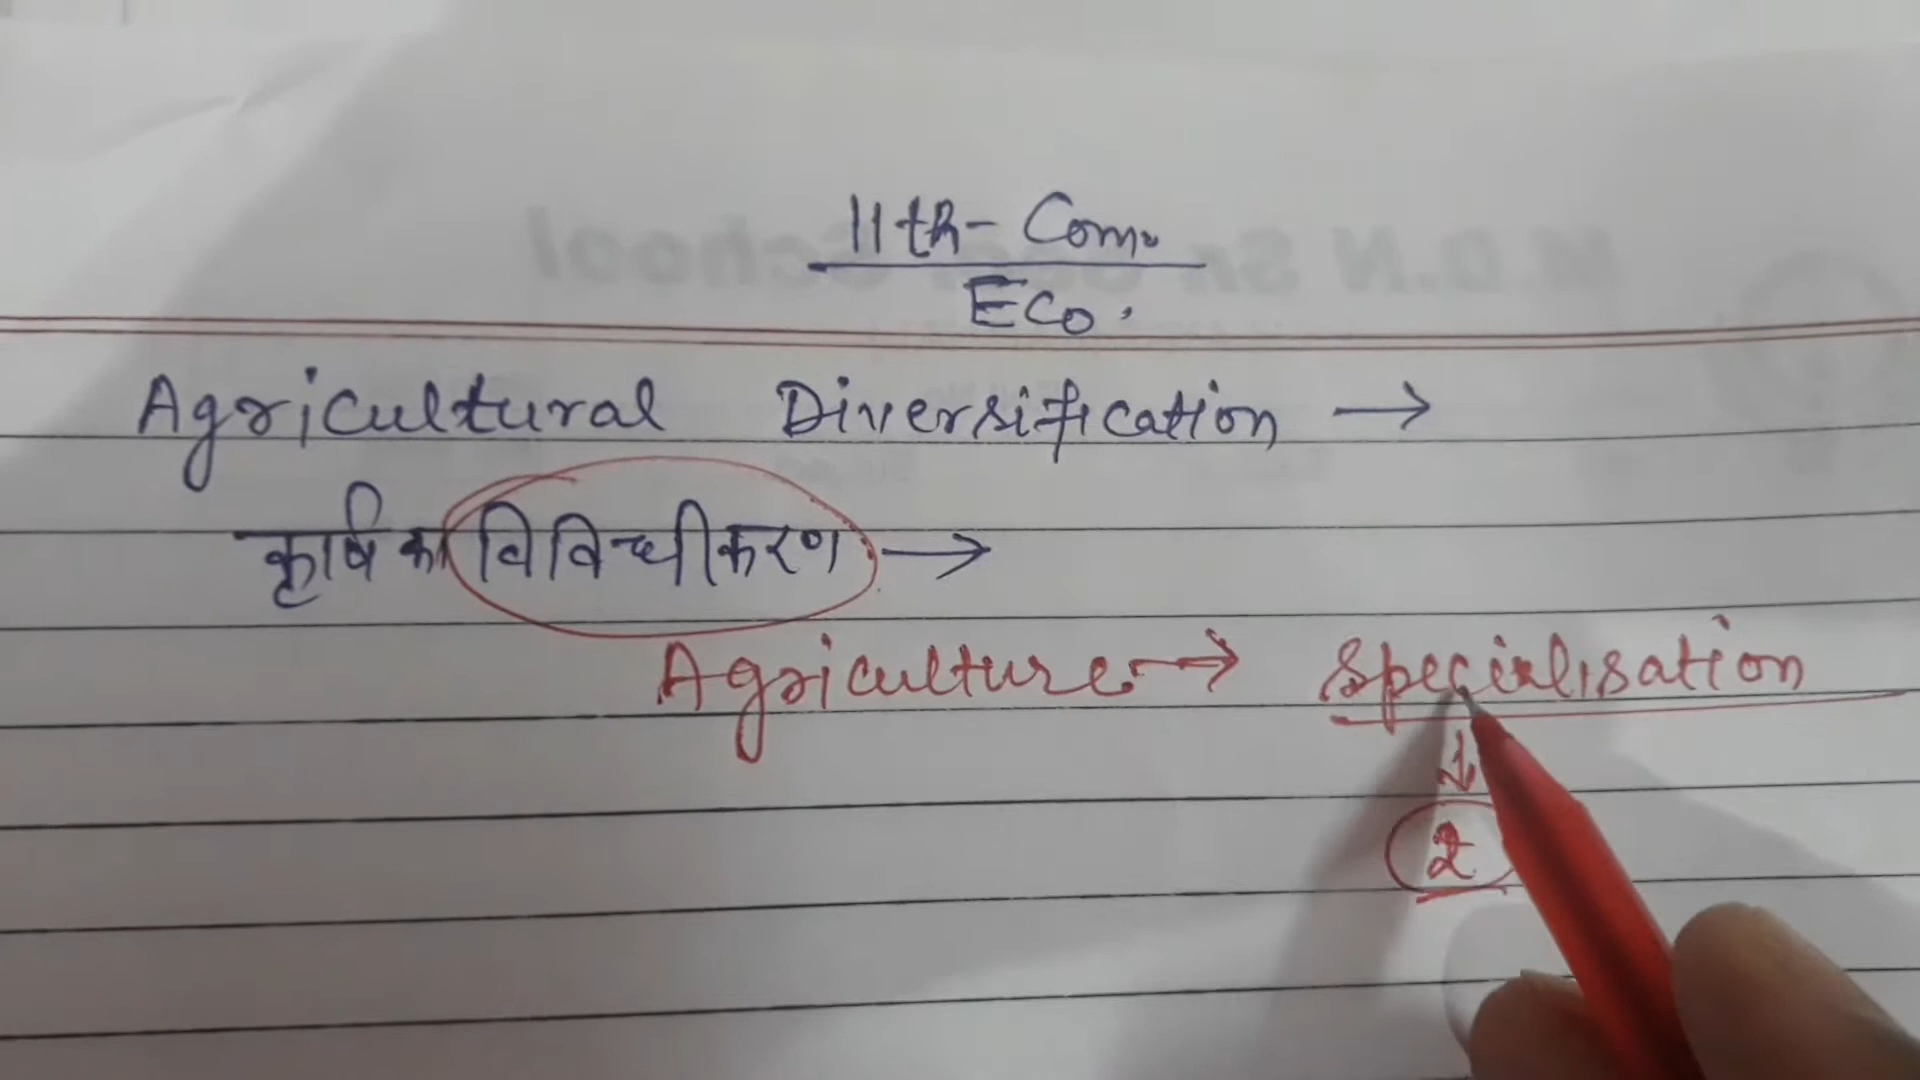 11th- Com.
Eco.
Agricultural Diversification →
कृषि का विविधीकरण →
Agriculture → Specialisation
↓
2